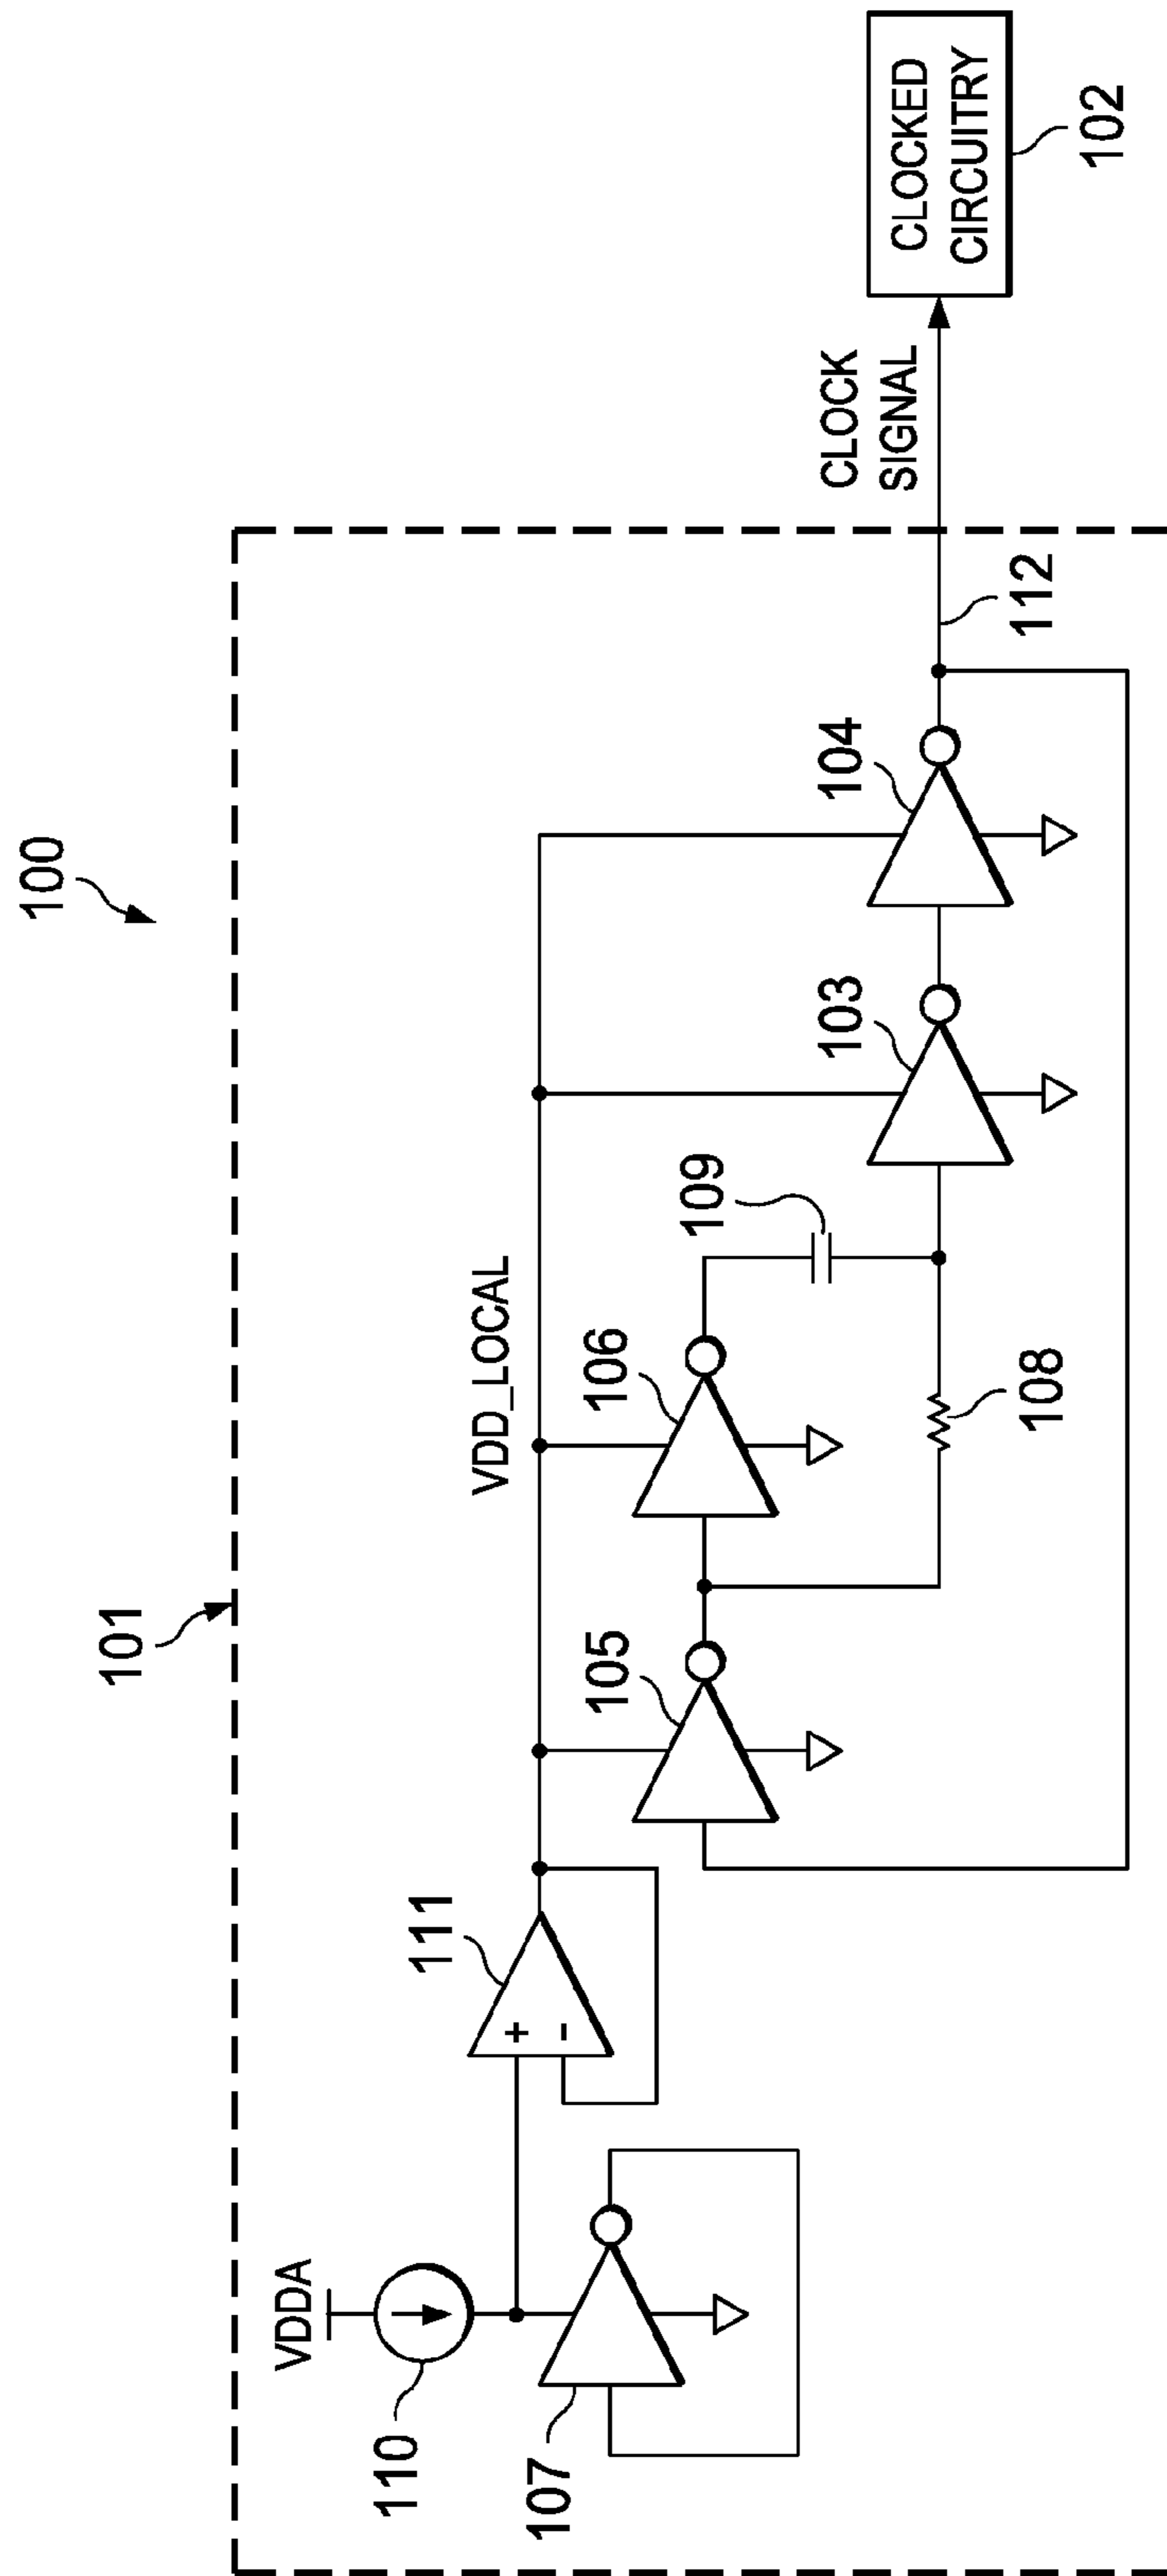 100
101
VDDA
110
107
111
+
-
VDD_LOCAL
105
106
109
108
103
104
112
CLOCK
SIGNAL
CLOCKED
CIRCUITRY
102